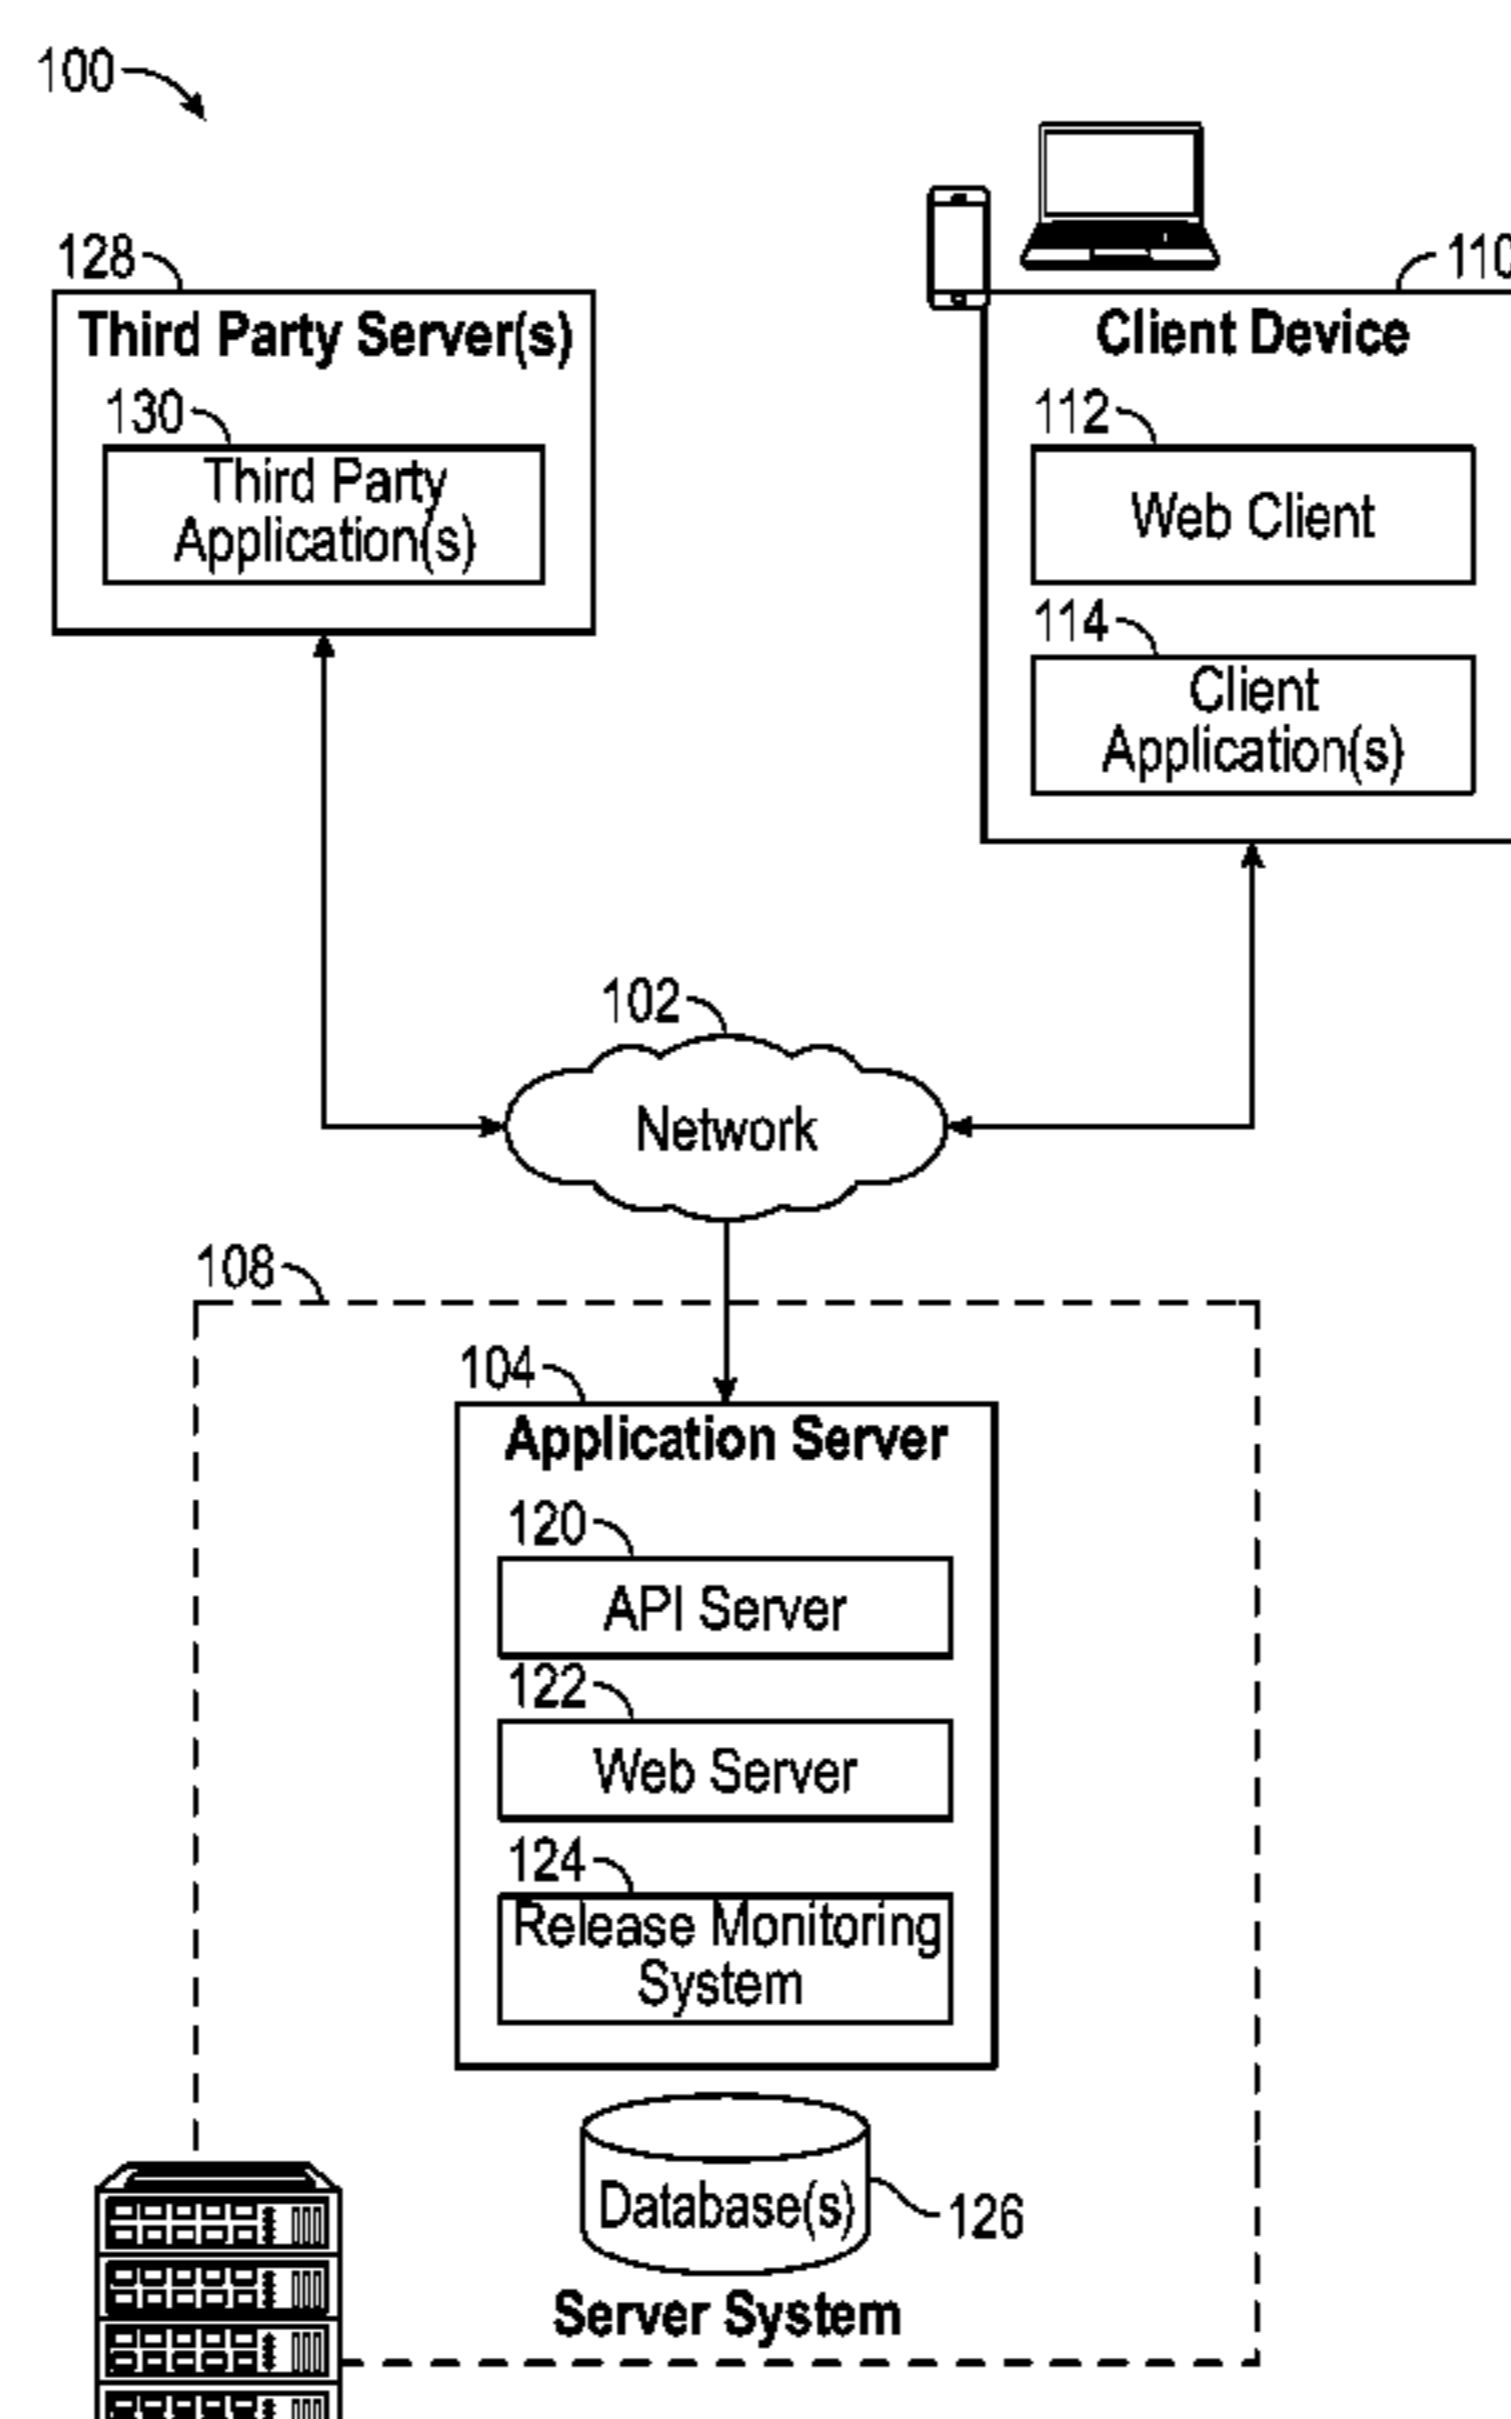 100
128
Third Party Server(s)
130
Third Party
Application(s)
110
Client Device
112
Web Client
114
Client
Application(s)
102
Network
108
104
Application Server
120
API Server
122
Web Server
124
Release Monitoring
System
Database(s)
126
Server System